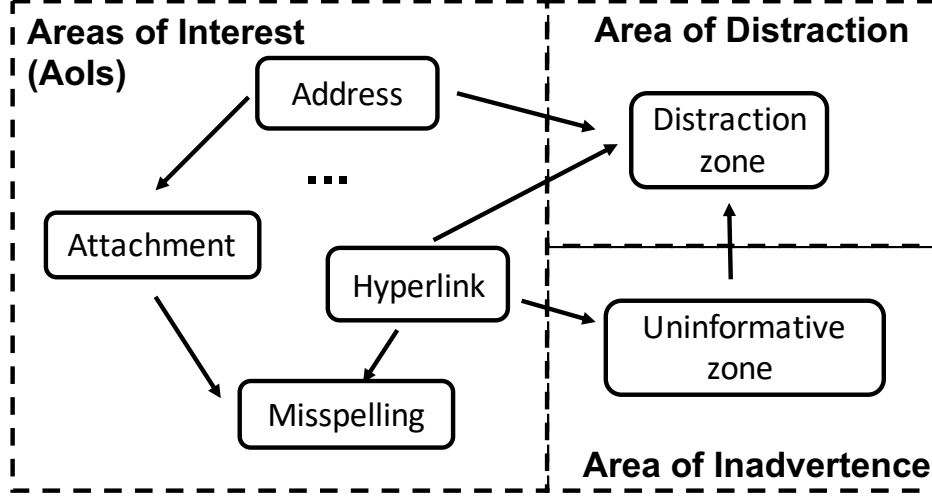 Areas of Interest
(AoIs)
Address
...
Attachment
Hyperlink
Misspelling
Area of Distraction
Distraction
zone
Uninformative
zone
Area of Inadvertence